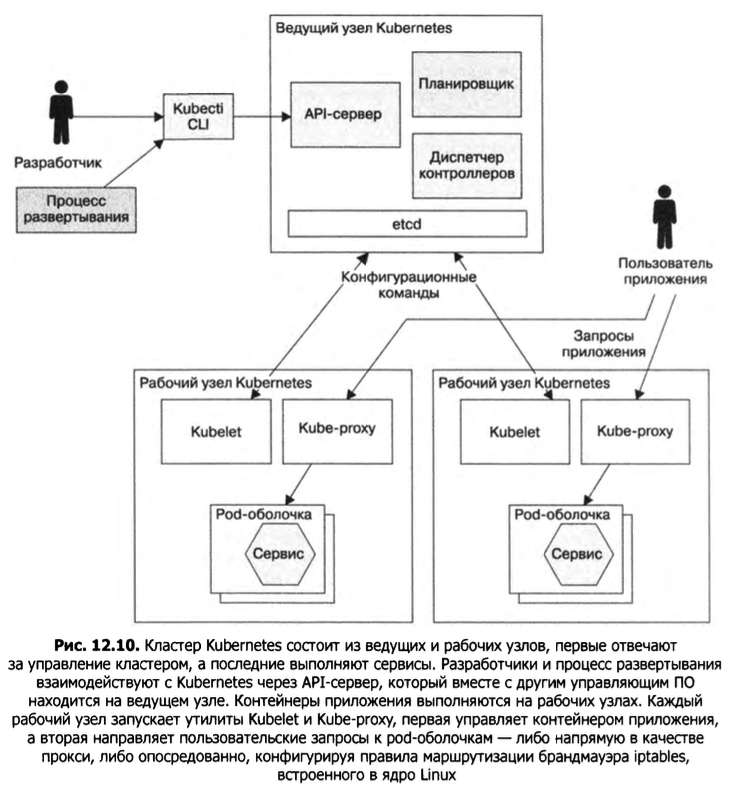 Ведущий узел Kubernetes
Планировщик
API-сервер
Kubecti
CLI
Разработчик
Диспетчер
контроллеров
Процесс
развертывания
etcd
Пользователь
приложения
Конфигурационные
команды
Запросы
приложения
Рабочий узел Kubernetes
Рабочий узел Kubernetes
Kubelet
Kube-proxy
Kubelet
Kube-proxy
Pod-оболочка
Сервис
Pod-оболочка
Сервис
Рис. 12.10. Кластер Kubernetes состоит из ведущих и рабочих узлов, первые отвечают
за управление кластером, а последние выполняют сервисы. Разработчики и процесс развертывания
взаимодействуют с Kubernetes через API-сервер, который вместе с другим управляющим ПО
находится на ведущем узле. Контейнеры приложения выполняются на рабочих узлах. Каждый
рабочий узел запускает утилиты Kubelet и Kube-proxy, первая управляет контейнером приложения,
а вторая направляет пользовательские запросы к pod-оболочкам — либо напрямую в качестве
прокси, либо опосредованно, конфигурируя правила маршрутизации брандмауэра iptables,
встроенного в ядро Linux